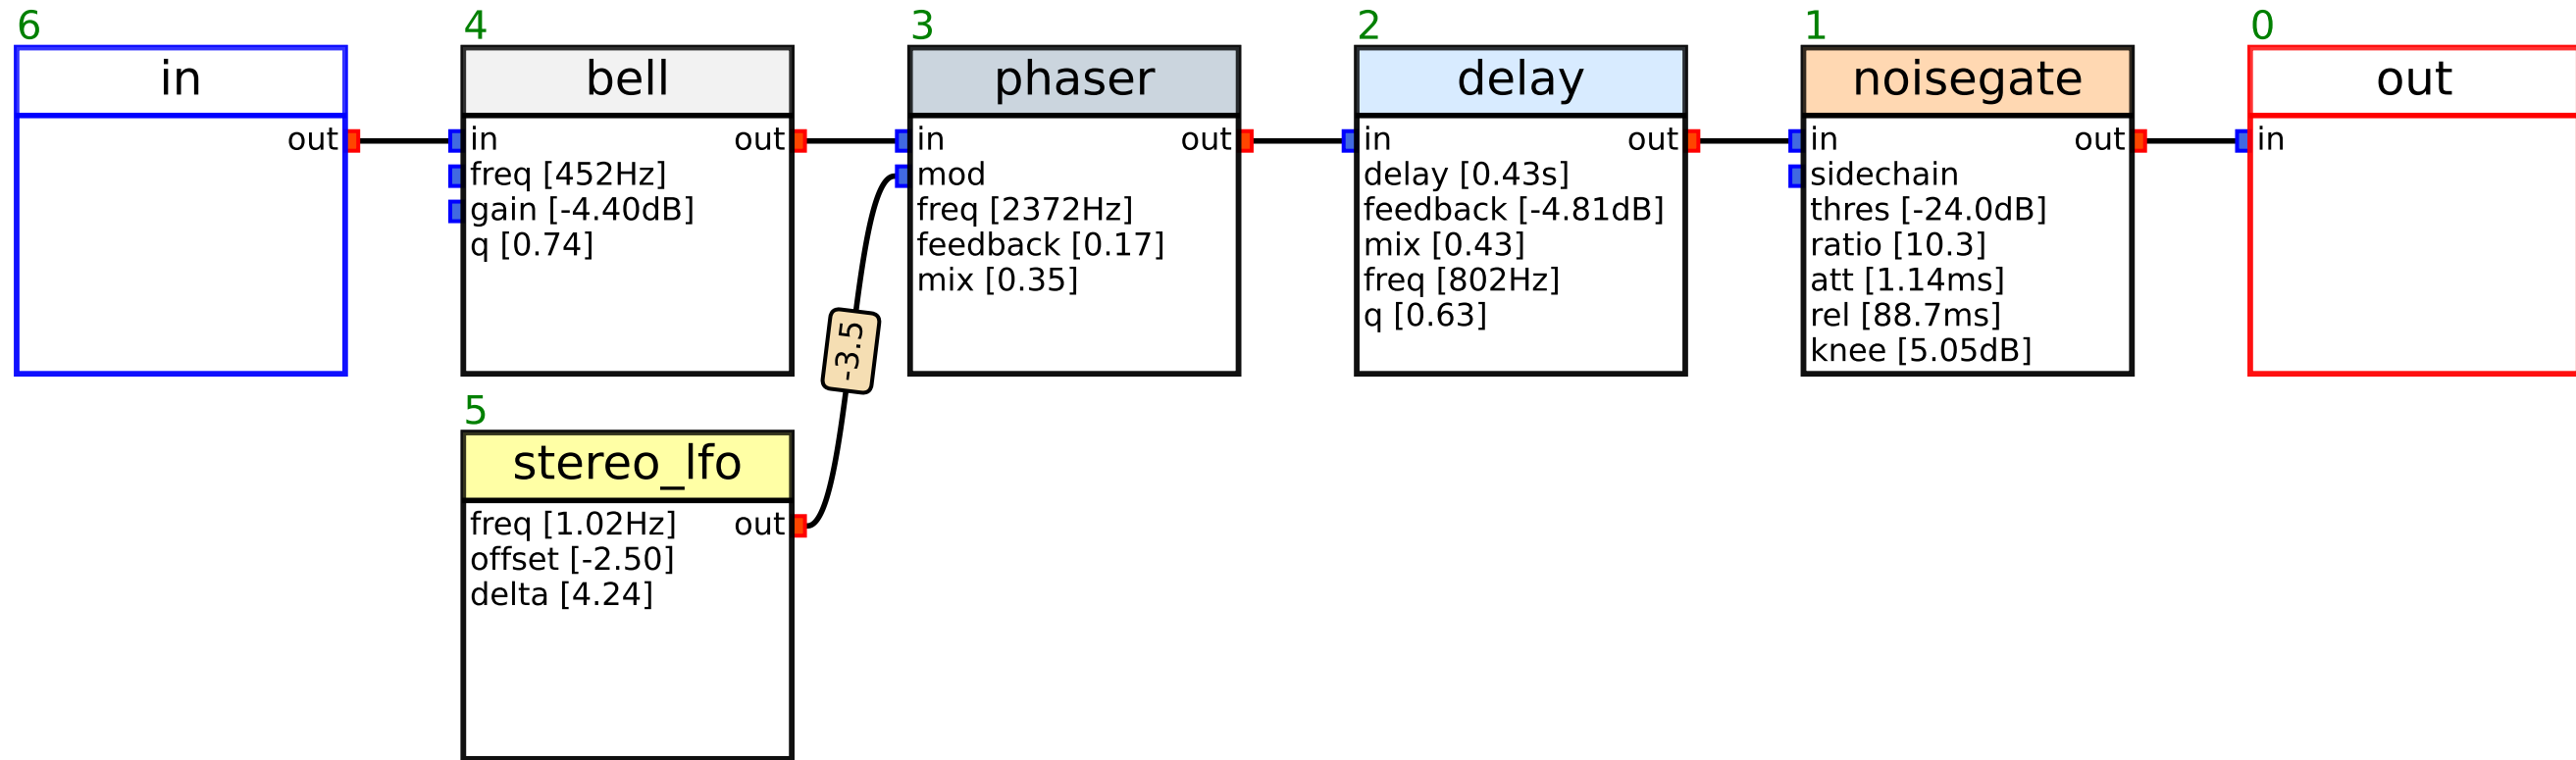 6
in
out
4
bell
in out
freq [452Hz]
gain [-4.40dB]
q [0.74]
3
phaser
in out
mod
freq [2372Hz]
feedback [0.17]
mix [0.35]
2
delay
in out
delay [0.43s]
feedback [-4.81dB]
mix [0.43]
freq [802Hz]
q [0.63]
1
noisegate
in out
sidechain
thres [-24.0dB]
ratio [10.3]
att [1.14ms]
rel [88.7ms]
knee [5.05dB]
0
out
in
-3.5
5
stereo_lfo
freq [1.02Hz] out
offset [-2.50]
delta [4.24]